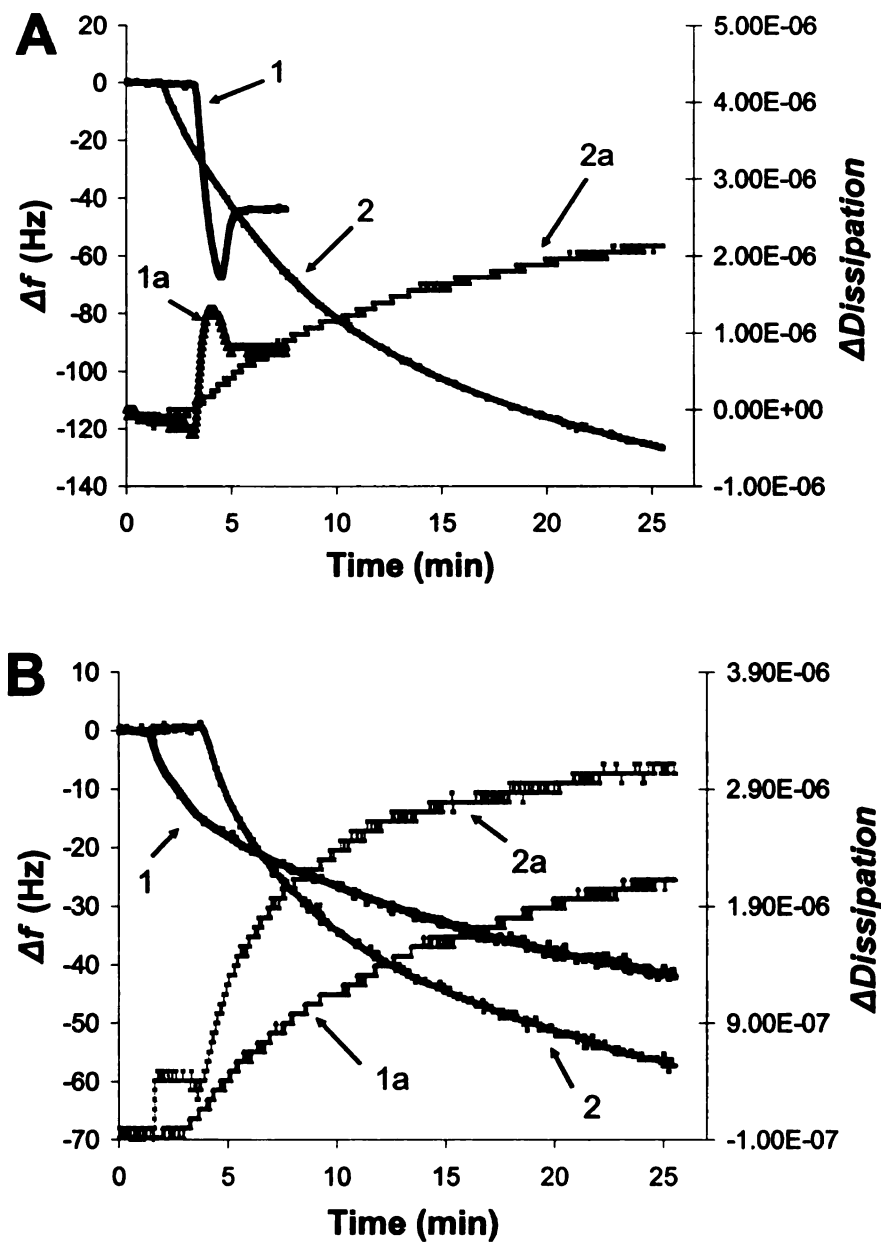 A
20
0
-20
-40
-60
-80
-100
-120
-140
Δf (Hz)
5.00E-06
4.00E-06
3.00E-06
2.00E-06
1.00E-06
0.00E+00
-1.00E-06
ΔDissipation
1
2
2a
1a
0 5 10 15 20 25
Time (min)
B
10
0
-10
-20
-30
-40
-50
-60
-70
Δf (Hz)
3.90E-06
2.90E-06
1.90E-06
9.00E-07
-1.00E-07
ΔDissipation
1
2a
1a
2
0 5 10 15 20 25
Time (min)